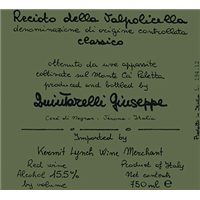 Recioto della Valpolicella
denominazione di origine controllata
classico
Ottenuto da uve appassite
coltivate sul Monte Cà Paletta
produced and bottled by
Quintarelli Giuseppe
Cerè di Negrar - Verona - Italia
Imported by
Kermit Lynch Wine Merchant
Red wine Product of Italy
Alcohol 15.5% Net contents
by volume 750 ml e